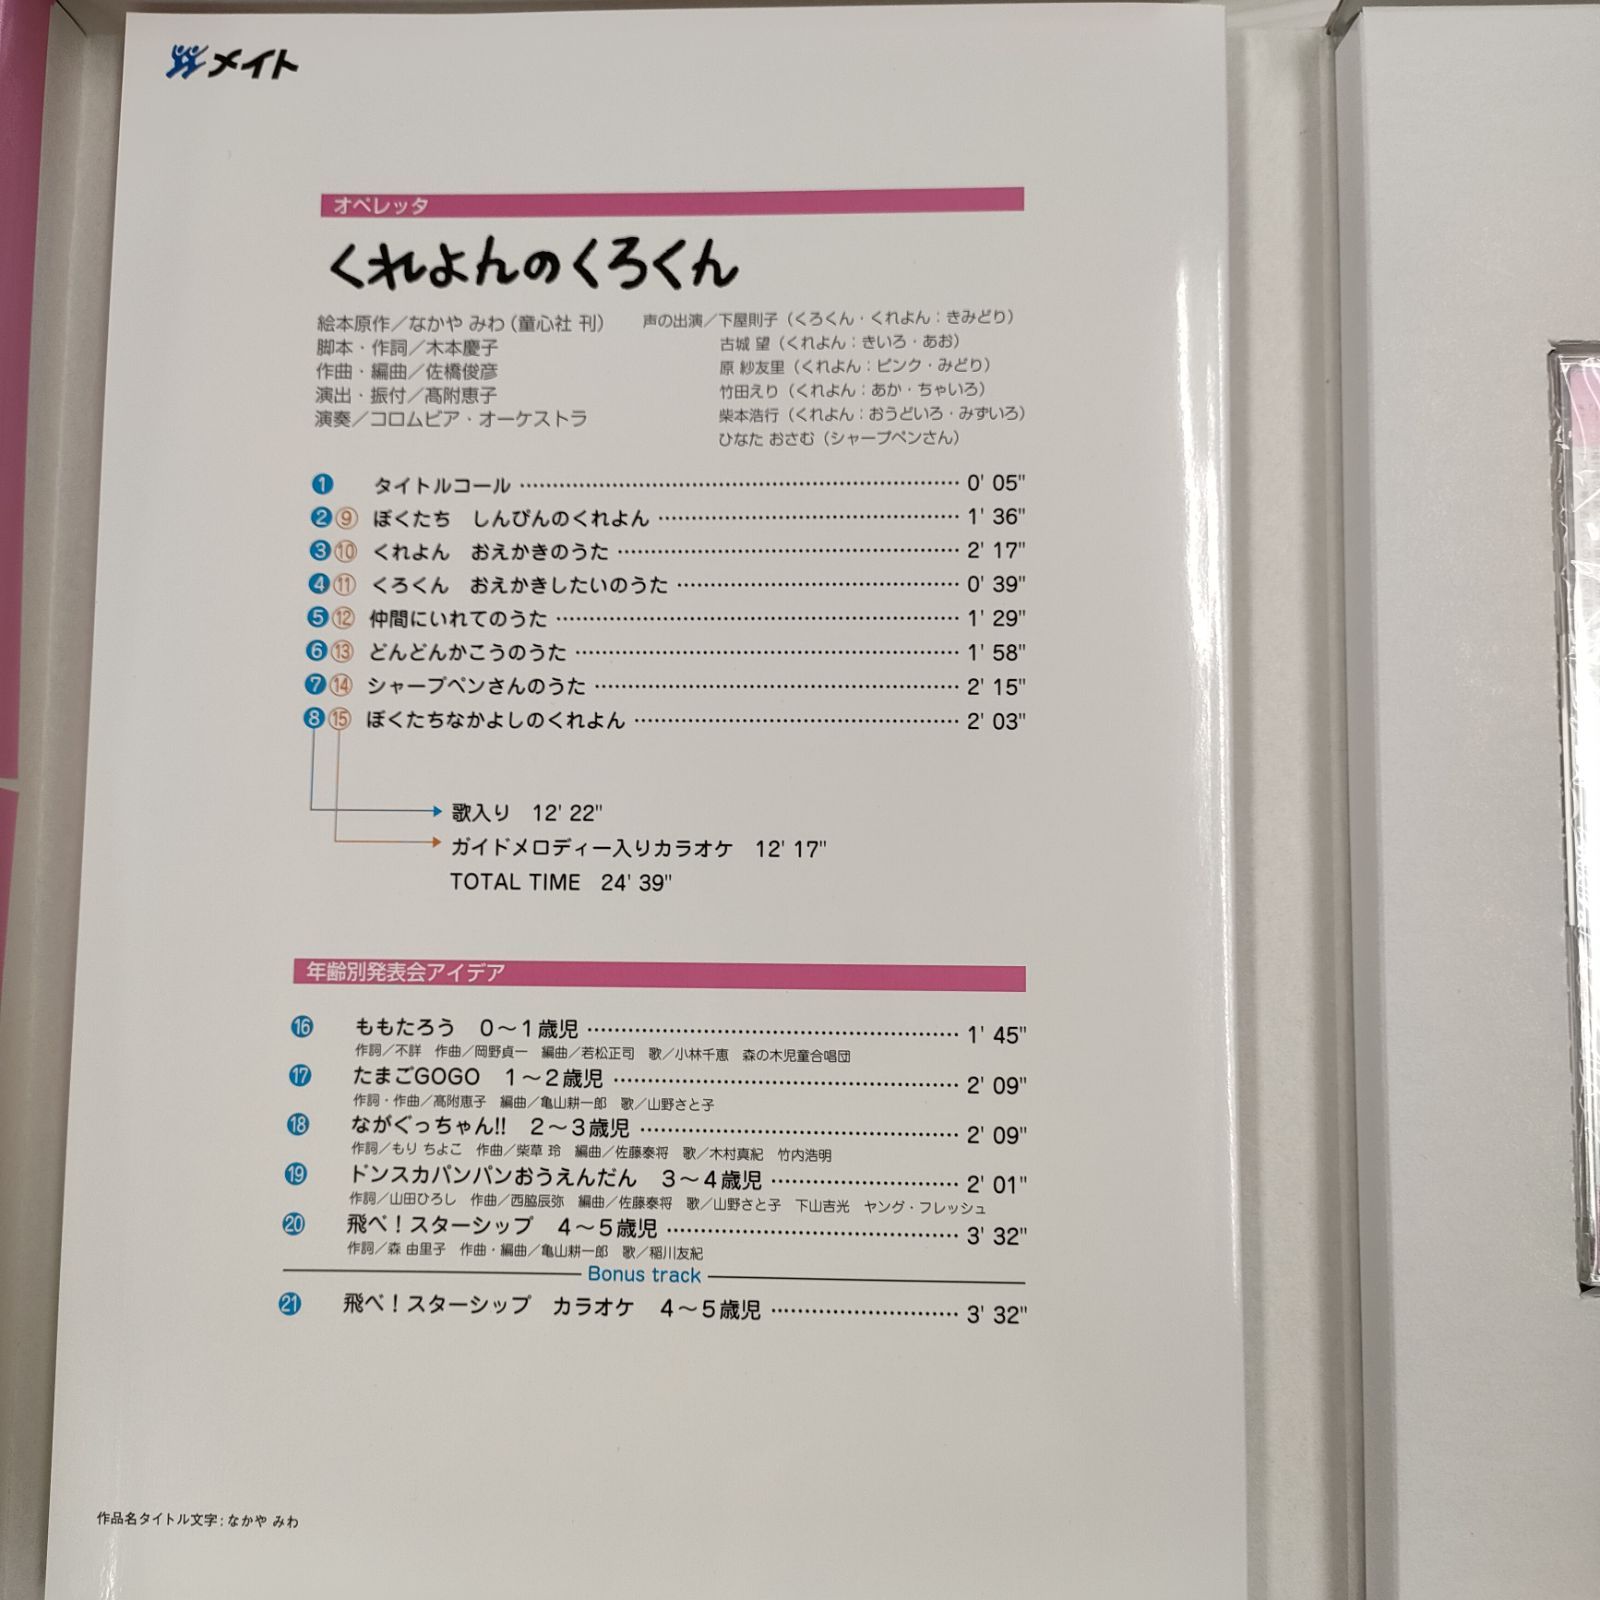 メイト
オペレッタ
くれよんのくろくん
絵本原作／なかや みわ（童心社 刊）
脚本・作詞／木本慶子
作曲・編曲／佐橋俊彦
演出・振付／髙附恵子
演奏／コロムビア・オーケストラ
声の出演／下屋則子（くろくん・くれよん：きみどり）
古城 望（くれよん：きいろ・あお）
原 紗友里（くれよん：ピンク・みどり）
竹田えり（くれよん：あか・ちゃいろ）
柴本浩行（くれよん：おうどいろ・みずいろ）
ひなた おさむ（シャープペンさん）
❶ タイトルコール 0' 05"
❷⑨ ぼくたち しんぴんのくれよん 1' 36"
❸⑩ くれよん おえかきのうた 2' 17"
❹⑪ くろくん おえかきしたいのうた 0' 39"
❺⑫ 仲間にいれてのうた 1' 29"
❻⑬ どんどんかこうのうた 1' 58"
❼⑭ シャープペンさんのうた 2' 15"
❽⑮ ぼくたちなかよしのくれよん 2' 03"
歌入り 12' 22"
ガイドメロディー入りカラオケ 12' 17"
TOTAL TIME 24' 39"
年齢別発表会アイデア
⓰ ももたろう 0～1歳児 1' 45"
作詞／不詳 作曲／岡野貞一 編曲／若松正司 歌／小林千恵 森の木児童合唱団
⓱ たまごGOGO 1～2歳児 2' 09"
作詞・作曲／髙附恵子 編曲／亀山耕一郎 歌／山野さと子
⓲ ながぐっちゃん!! 2～3歳児 2' 09"
作詞／もり ちよこ 作曲／柴草 玲 編曲／佐藤泰将 歌／木村真紀 竹内浩明
⓳ ドンスカパンパンおうえんだん 3～4歳児 2' 01"
作詞／山田ひろし 作曲／西脇辰弥 編曲／佐藤泰将 歌／山野さと子 下山吉光 ヤング・フレッシュ
⓴ 飛べ！スターシップ 4～5歳児 3' 32"
作詞／森 由里子 作曲・編曲／亀山耕一郎 歌／稲川友紀
Bonus track
21 飛べ！スターシップ カラオケ 4～5歳児 3' 32"
作品名タイトル文字：なかや みわ